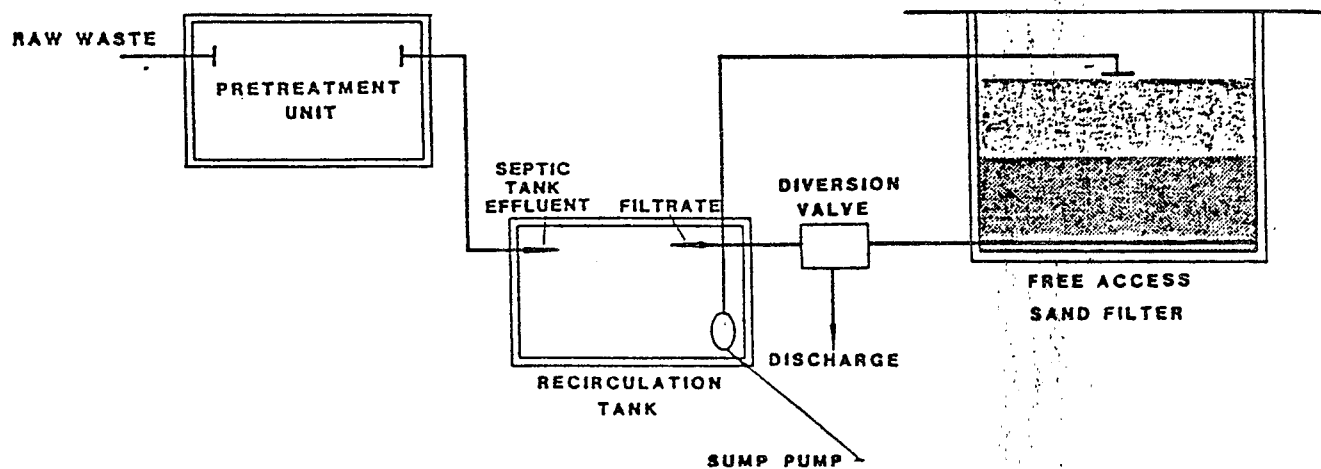 RAW WASTE
PRETREATMENT
UNIT
SEPTIC
TANK
EFFLUENT
FILTRATE
DIVERSION
VALVE
FREE ACCESS
SAND FILTER
DISCHARGE
RECIRCULATION
TANK
SUMP PUMP